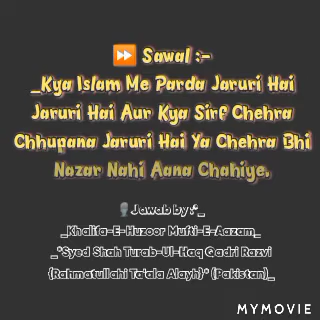 ⏩ Sawal :-
_Kya Islam Me Parda Jaruri Hai
Jaruri Hai Aur Kya Sirf Chehra
Chhupana Jaruri Hai Ya Chehra Bhi
Nazar Nahi Aana Chahiye.
🎙Jawab by :*_
_Khalifa-E-Huzoor Mufti-E-Aazam_
_*Syed Shah Turab-Ul-Haq Qadri Razvi
{Rahmatullahi Ta'ala Alayh}* (Pakistan)_
MYMOVIE